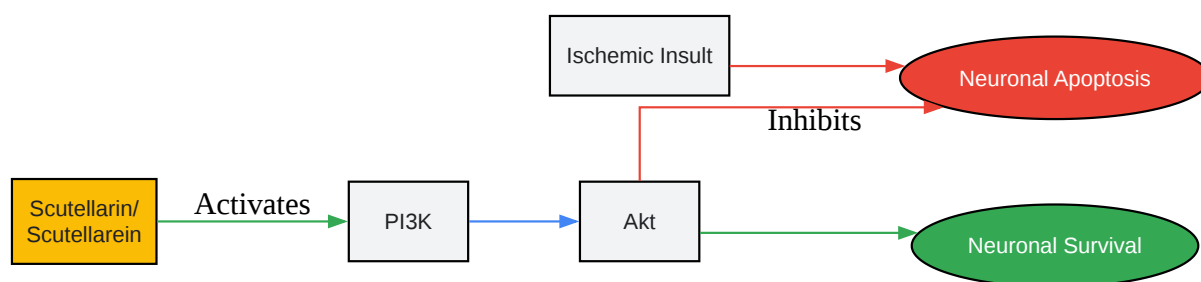 Ischemic Insult
Neuronal Apoptosis
Inhibits
Scutellarin/
Scutellarein
Activates
PI3K
Akt
Neuronal Survival